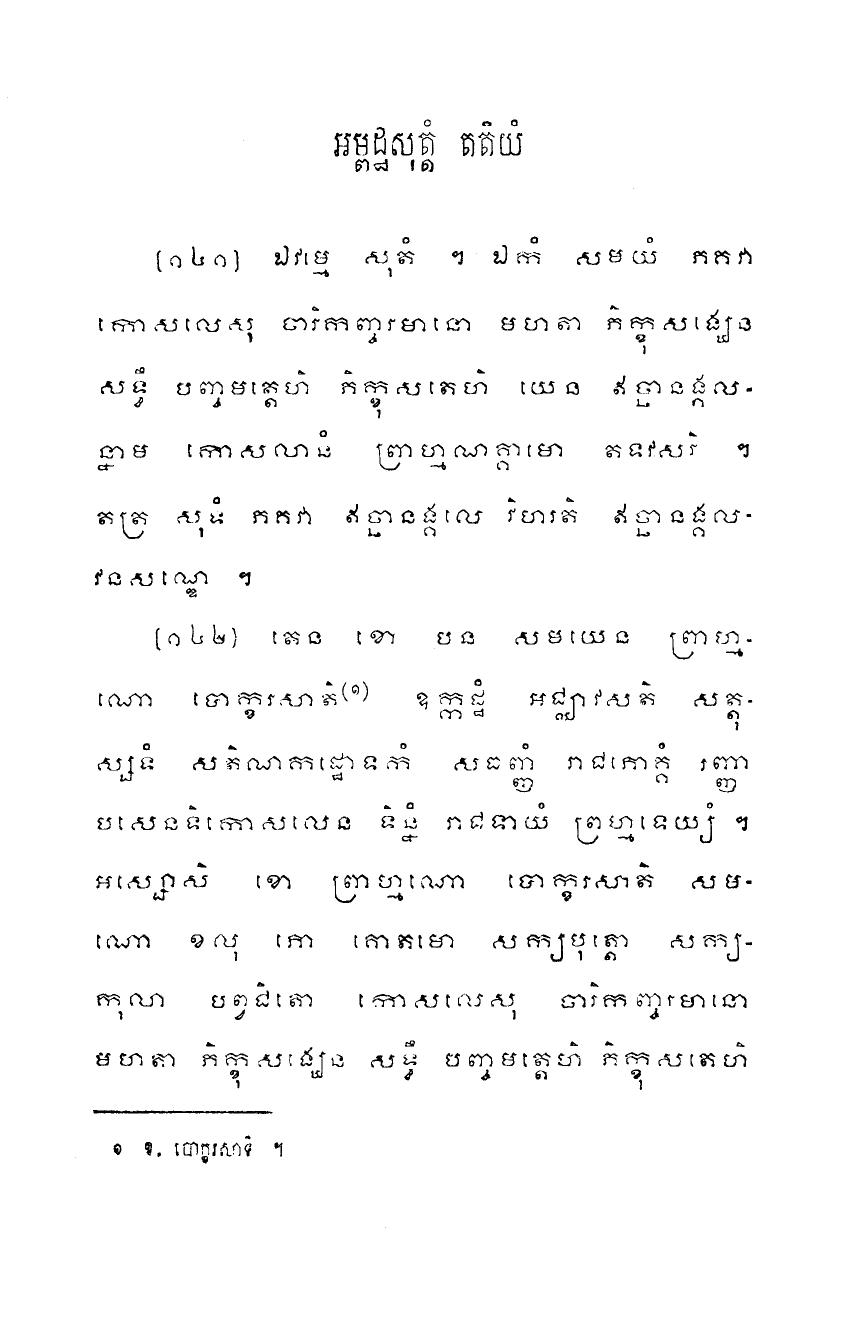 អម្ពដ្ឋសុត្តំ តតិយំ
(១៤១) ឯវម្មេ សុតំ ។ ឯកំ សមយំ ភគវា
កោសលេសុ ចារិកញ្ចរមានោ មហតា ភិក្ខុសង្ឃេន
សទ្ធឹ បញ្ចមត្តេហិ ភិក្ខុសតេហិ យេន ឥច្ឆានង្គល-
ន្នាម កោសលានំ ព្រាហ្មណគ្គាមោ តទវសរិ ។
តត្រ សុទំ ភគវា ឥច្ឆានង្គលេ វិហរតិ ឥច្ឆានង្គល-
វនសណ្ឌេ ។
(១៤២) តេន ខោ បន សមយេន ព្រាហ្ម-
ណោ បោក្ខរសាតិ(១) ឧក្កដ្ឋំ អជ្ឈាវសតិ សត្តុ-
ស្សទំ សតិណកដ្ឋោទកំ សធញ្ញំ រាជភោគ្គំ រញ្ញា
បសេនទិកោសលេន ទិន្នំ រាជទាយំ ព្រហ្មទេយ្យំ ។
អស្សោសិ ខោ ព្រាហ្មណោ បោក្ខរសាតិ សម-
ណោ ខលុ ភោ គោតមោ សក្យបុត្តោ សក្យ-
កុលា បព្វជិតោ កោសលេសុ ចារិកញ្ចរមានោ
មហតា ភិក្ខុសង្ឃេន សទ្ធឹ បញ្ចមត្តេហិ ភិក្ខុសតេហិ
១ ឱ. បោក្ខរសាទិ ។